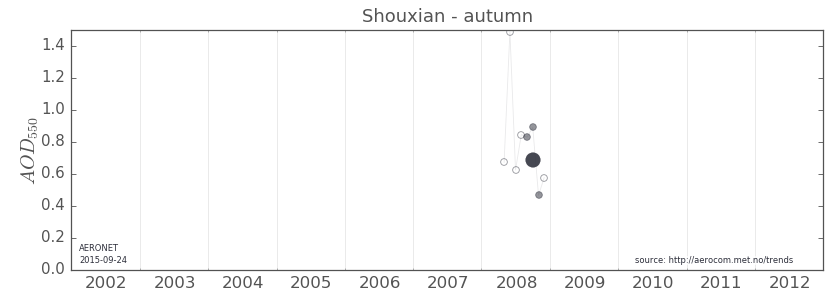 Shouxian - autumn
1.4
1.2
1.0
0.8
0.6
0.4
0.2
0.0
AOD550
AERONET
2015-09-24
source: http://aerocom.met.no/trends
2002 2003 2004 2005 2006 2007 2008 2009 2010 2011 2012